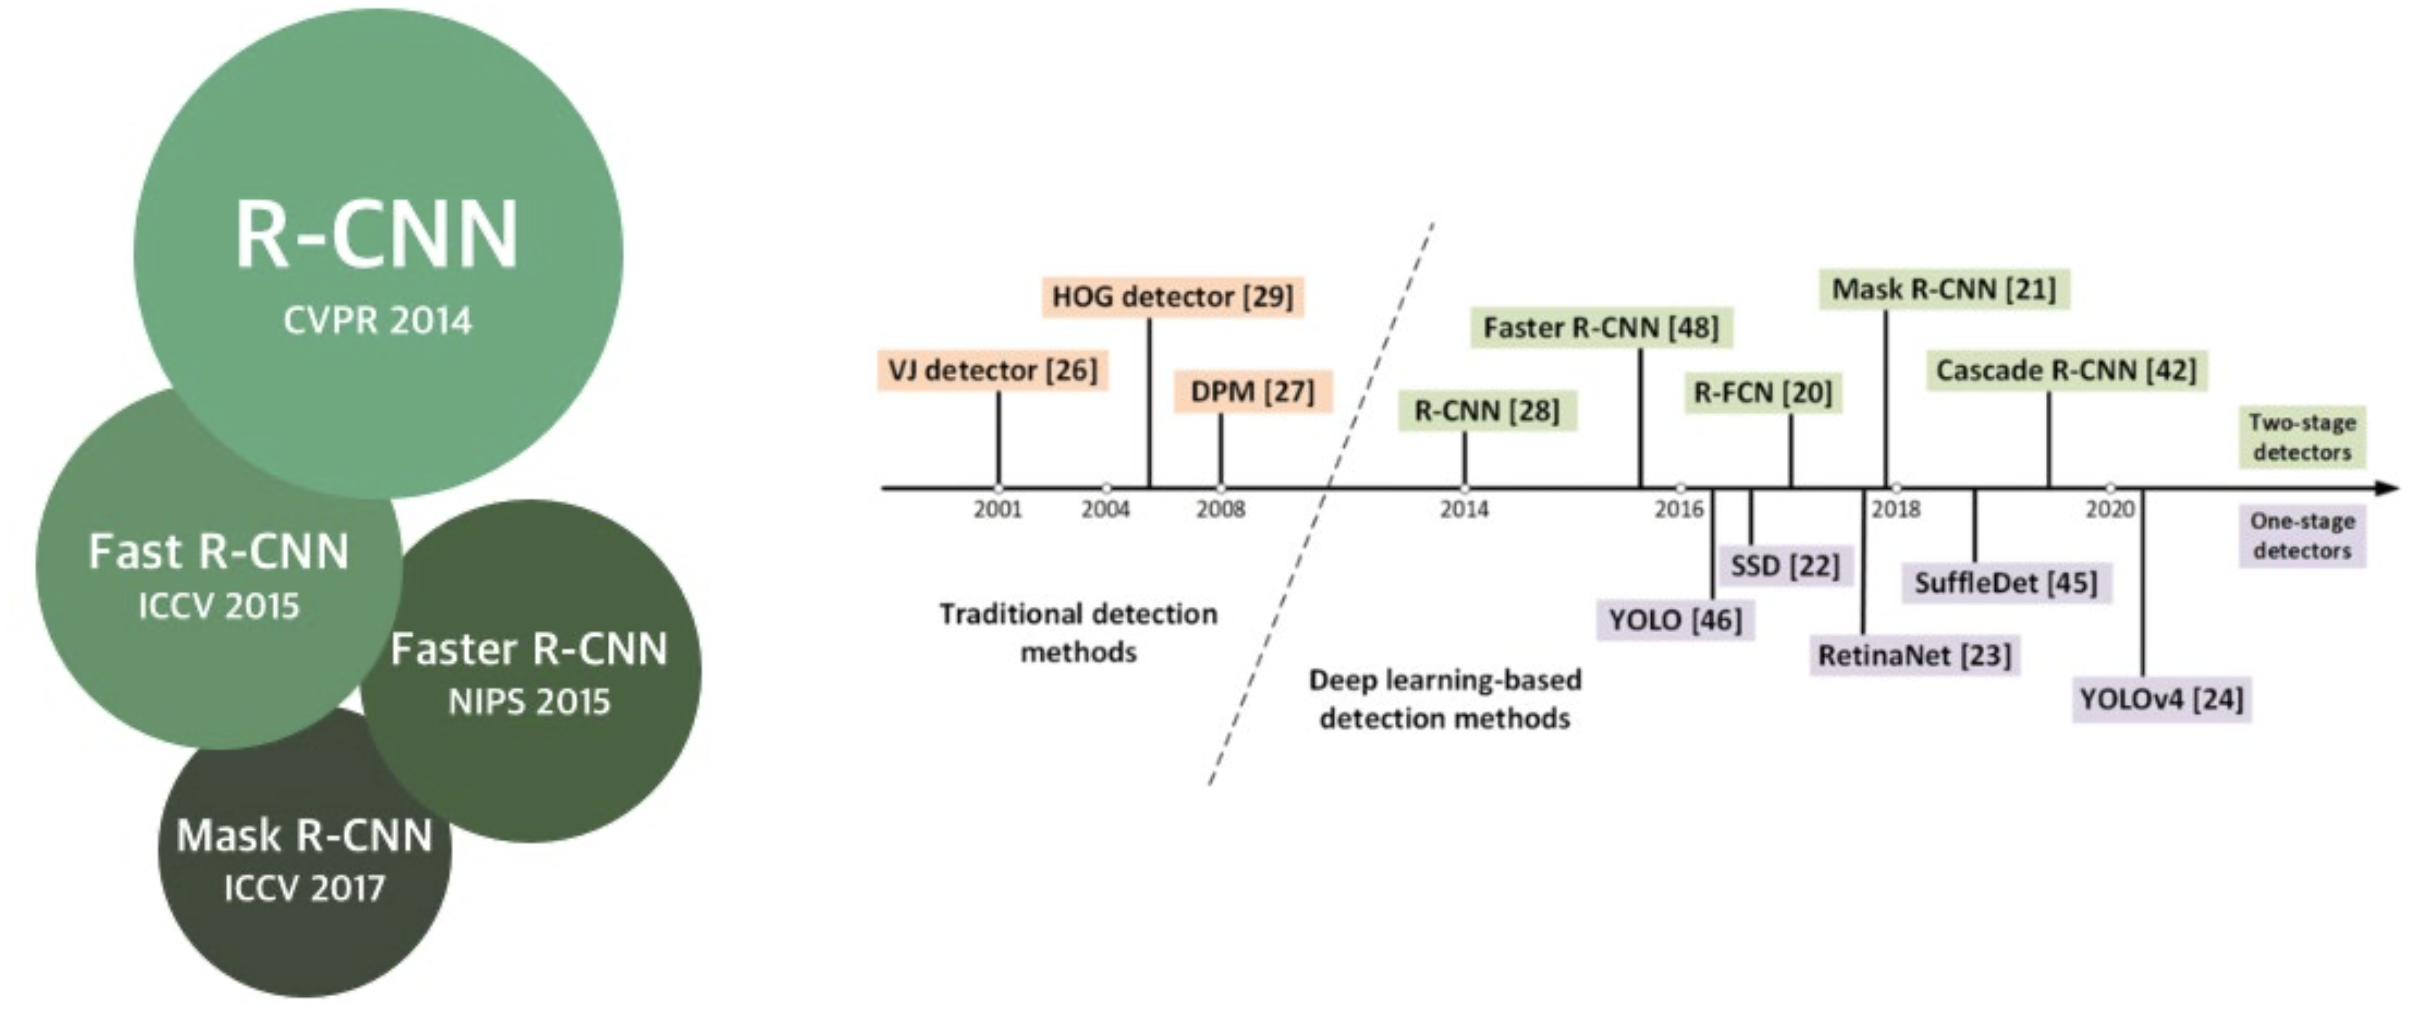 R-CNN
CVPR 2014
Fast R-CNN
ICCV 2015
Faster R-CNN
NIPS 2015
Mask R-CNN
ICCV 2017
HOG detector [29]
VJ detector [26]
DPM [27]
Mask R-CNN [21]
Faster R-CNN [48]
Cascade R-CNN [42]
R-FCN [20]
R-CNN [28]
Two-stage
detectors
2001
2004
2008
2014
2016
2018
2020
One-stage
detectors
SSD [22]
SuffleDet [45]
YOLO [46]
RetinaNet [23]
YOLOv4 [24]
Traditional detection
methods
Deep learning-based
detection methods